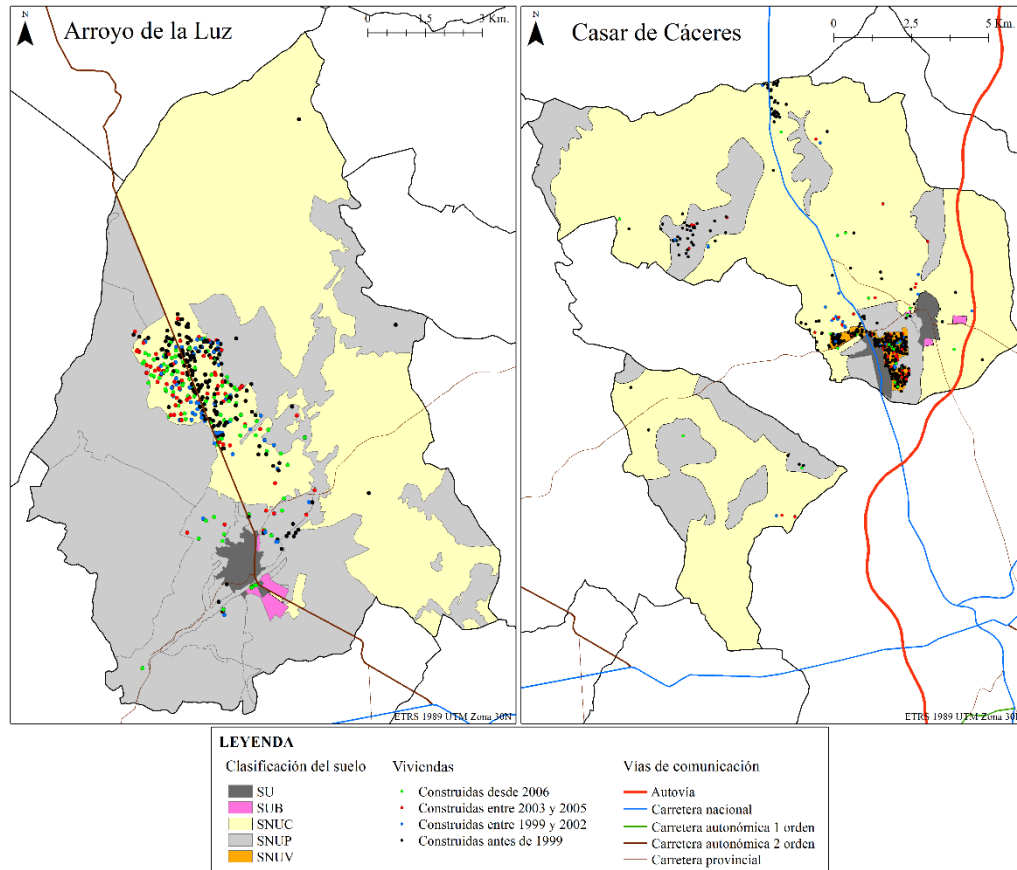 N
Arroyo de la Luz
0 1,5 3 Km.
ETRS 1989 UTM Zona 30N
N
Casar de Cáceres
0 2,5 5 Km.
ETRS 1989 UTM Zona 30N
LEYENDA
Clasificación del suelo
SU
SUB
SNUC
SNUP
SNUV
Viviendas
Construidas desde 2006
Construidas entre 2003 y 2005
Construidas entre 1999 y 2002
Construidas antes de 1999
Vías de comunicación
Autovía
Carretera nacional
Carretera autonómica 1 orden
Carretera autonómica 2 orden
Carretera provincial